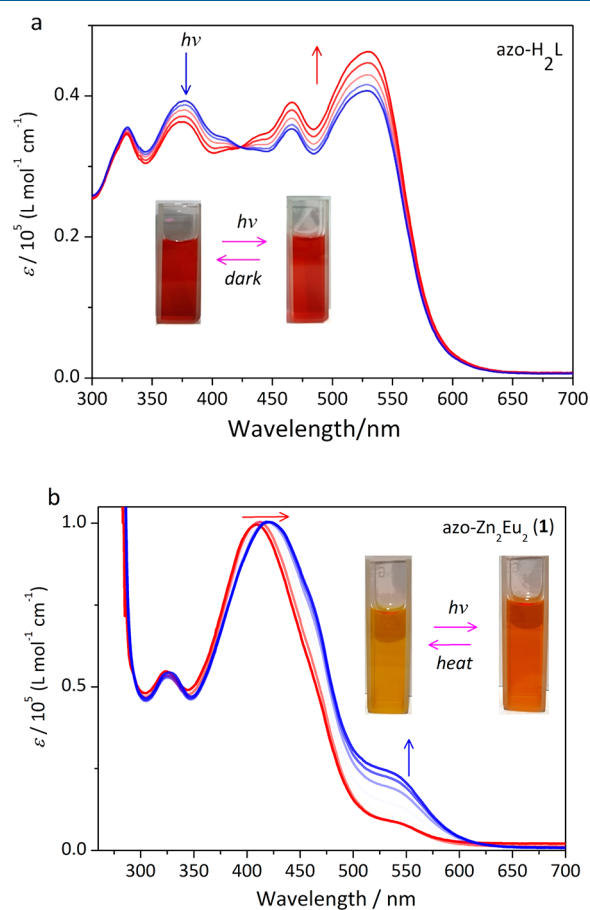 a
hν
azo-H2L
0.4
0.2
0.0
ε / 10^5 (L mol^-1 cm^-1)
hν
dark
300 350 400 450 500 550 600 650 700
Wavelength/nm
b
azo-Zn2Eu2 (1)
1.0
0.5
0.0
ε / 10^5 (L mol^-1 cm^-1)
hν
heat
300 350 400 450 500 550 600 650 700
Wavelength / nm